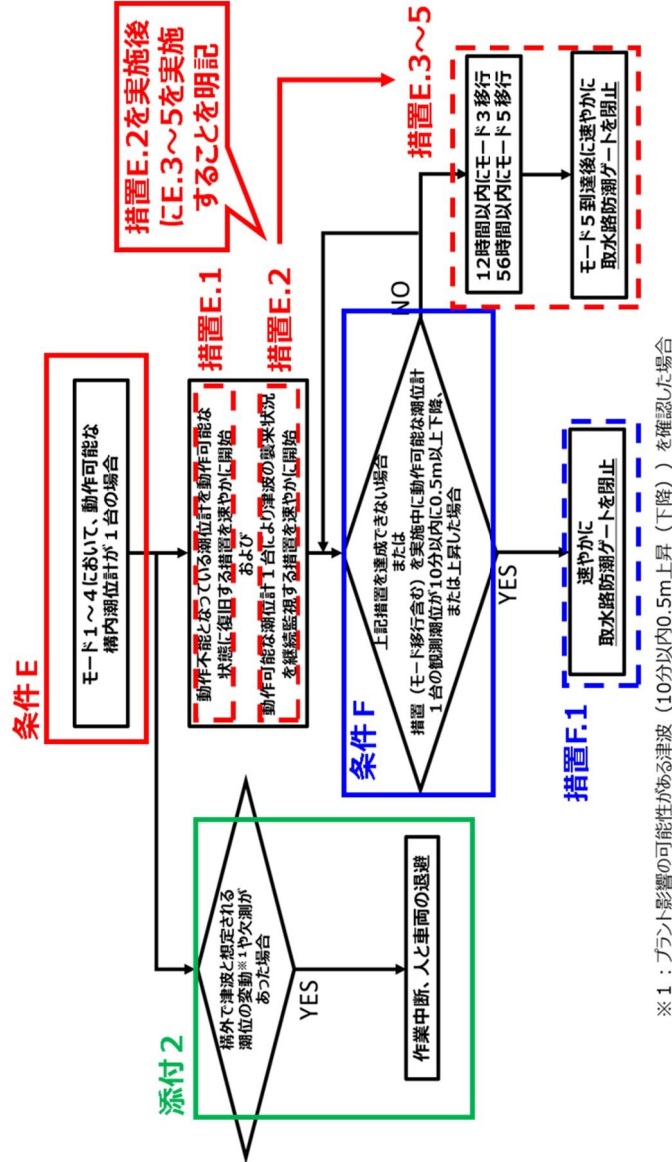 条件E
モード1～4において、動作可能な
構内潮位計が1台の場合
措置E.2を実施後
にE.3～5を実施
することを明記
添付2
構外で津波と想定される
潮位の変動※1や欠測が
あった場合
YES
作業中断、人と車両の退避
措置E.1
動作不能となっている潮位計を動作可能な
状態に復旧する措置を速やかに開始
および
措置E.2
動作可能な潮位計1台により津波の襲来状況
を継続監視する措置を速やかに開始
条件F
上記措置を達成できない場合
または
措置（モード移行含む）を実施中に動作可能な潮位計
1台の観測潮位が10分以内に0.5m以上下降、
または上昇した場合
NO
YES
措置E.3～5
12時間以内にモード3移行
56時間以内にモード5移行
モード5到達後に速やかに
取水路防潮ゲートを閉止
措置F.1
速やかに
取水路防潮ゲートを閉止
※1：プラント影響の可能性がある津波（10分以内0.5m上昇（下降））を確認した場合